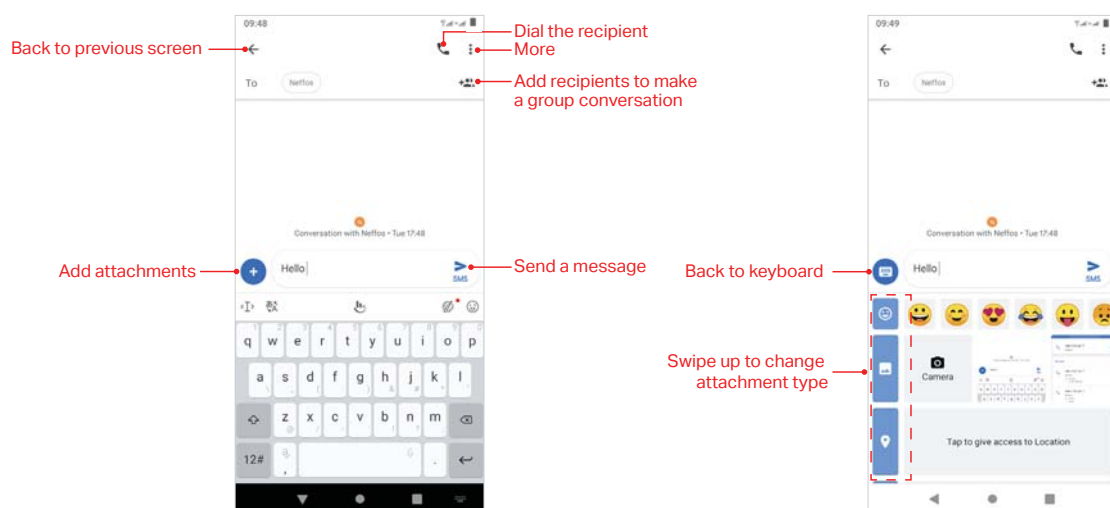 09:48
Back to previous screen
Dial the recipient
More
To
Neffos
Add recipients to make
a group conversation
Conversation with Neffos • Tue 17:48
Add attachments
Hello
SMS
Send a message
q w e r t y u i o p
a s d f g h j k l
z x c v b n m
12#
09:49
To
Neffos
Conversation with Neffos • Tue 17:48
Back to keyboard
Hello
SMS
Swipe up to change
attachment type
Camera
Tap to give access to Location